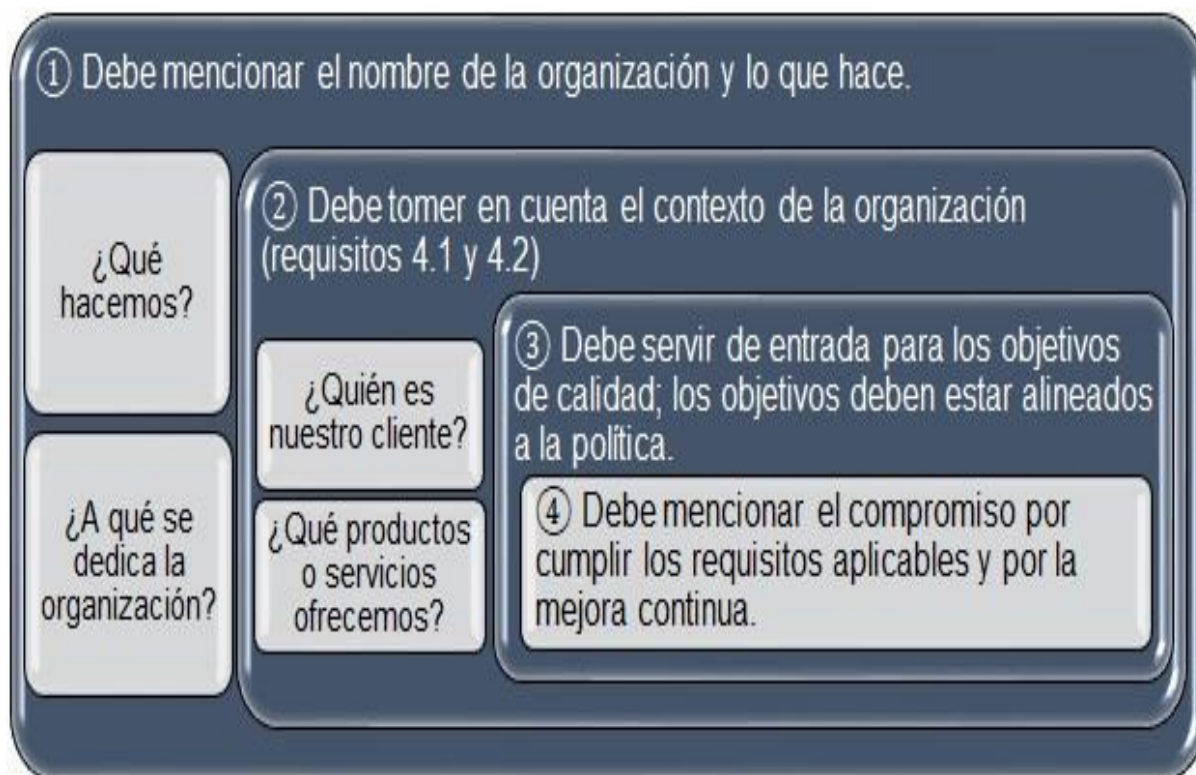 ① Debe mencionar el nombre de la organización y lo que hace.
¿Qué
hacemos?
¿A qué se
dedica la
organización?
② Debe tomer en cuenta el contexto de la organización
(requisitos 4.1 y 4.2)
¿Quién es
nuestro cliente?
¿Qué productos
o servicios
ofrecemos?
③ Debe servir de entrada para los objetivos
de calidad; los objetivos deben estar alineados
a la política.
④ Debe mencionar el compromiso por
cumplir los requisitos aplicables y por la
mejora continua.